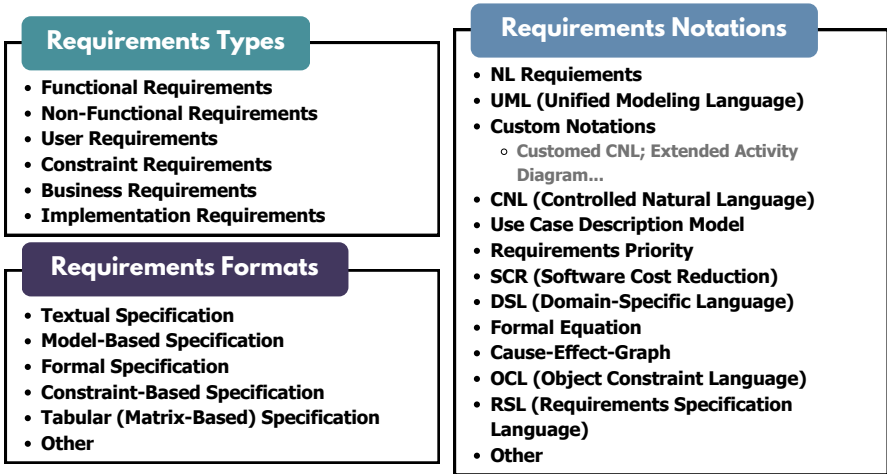 Requirements Types
• Functional Requirements
• Non-Functional Requirements
• User Requirements
• Constraint Requirements
• Business Requirements
• Implementation Requirements
Requirements Formats
• Textual Specification
• Model-Based Specification
• Formal Specification
• Constraint-Based Specification
• Tabular (Matrix-Based) Specification
• Other
Requirements Notations
• NL Requiements
• UML (Unified Modeling Language)
• Custom Notations
◦ Customed CNL; Extended Activity
Diagram...
• CNL (Controlled Natural Language)
• Use Case Description Model
• Requirements Priority
• SCR (Software Cost Reduction)
• DSL (Domain-Specific Language)
• Formal Equation
• Cause-Effect-Graph
• OCL (Object Constraint Language)
• RSL (Requirements Specification
Language)
• Other